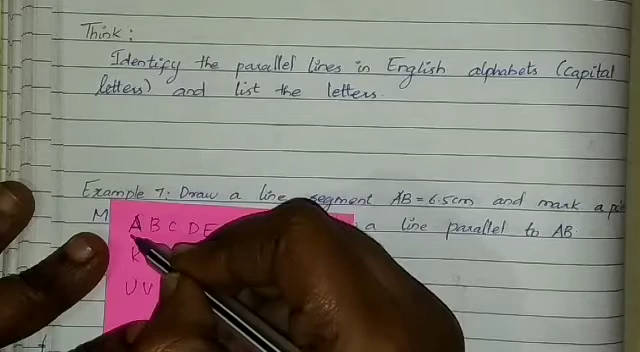 Think:
Identify the parallel lines in English alphabets (capital
letters) and list the letters.
Example 7: Draw a line segment AB = 6.5cm and mark a
M a line parallel to AB.
A B C D E
K
U V